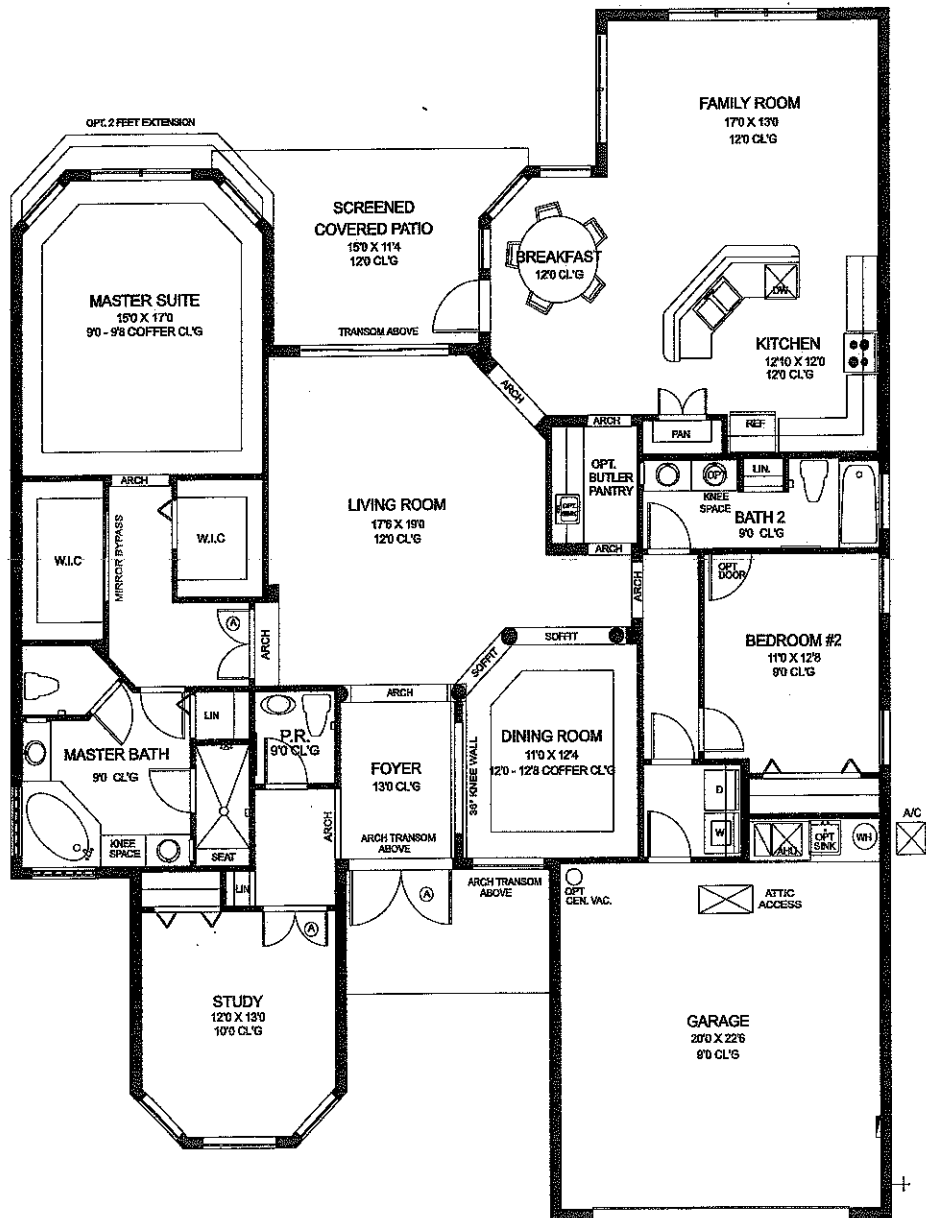 FAMILY ROOM
17'0 X 13'0
12'0 CL'G
OPT. 2 FEET EXTENSION
SCREENED
COVERED PATIO
15'0 X 11'4
12'0 CL'G
TRANSOM ABOVE
BREAKFAST
12'0 CL'G
DW
MASTER SUITE
15'0 X 17'0
9'0 - 9'8 COFFER CL'G
KITCHEN
12'10 X 12'0
12'0 CL'G
ARCH
ARCH
PAN
REF
ARCH
OPT.
BUTLER
PANTRY
OPT
SINK
ARCH
LIN.
OPT
KNEE
SPACE
BATH 2
9'0 CL'G
LIVING ROOM
17'6 X 19'0
12'0 CL'G
W.I.C
MIRROR BYPASS
W.I.C
A
ARCH
ARCH
OPT
DOOR
BEDROOM #2
11'0 X 12'8
9'0 CL'G
SOFFIT
SOFFIT
ARCH
LIN
P.R.
9'0 CL'G
MASTER BATH
9'0 CL'G
KNEE
SPACE
SEAT
LIN
ARCH
FOYER
13'0 CL'G
ARCH TRANSOM
ABOVE
36" KNEE WALL
DINING ROOM
11'0 X 12'4
12'0 - 12'8 COFFER CL'G
D
W
AHU
OPT
SINK
WH
A/C
A
A
ARCH TRANSOM
ABOVE
OPT
CEN. VAC.
ATTIC
ACCESS
STUDY
12'0 X 13'0
10'0 CL'G
GARAGE
20'0 X 22'6
9'0 CL'G